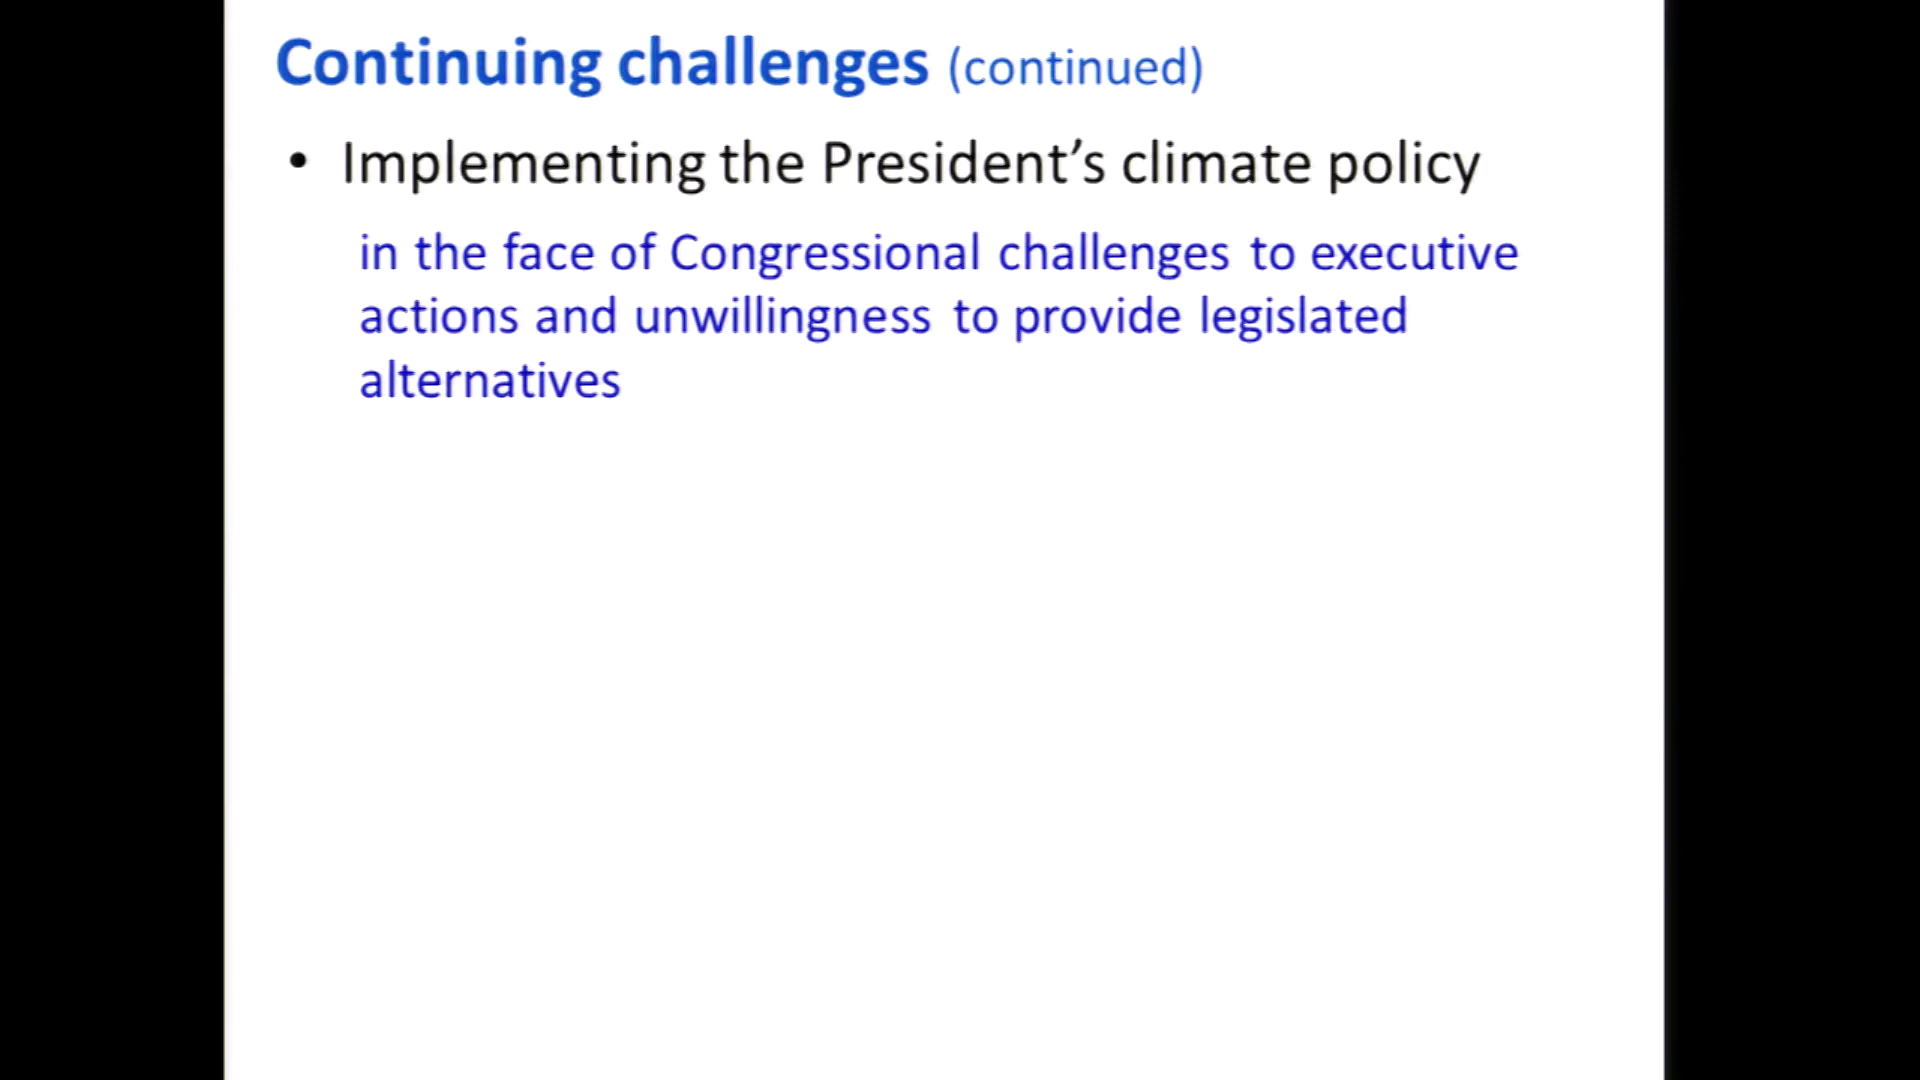 Continuing challenges (continued)
• Implementing the President’s climate policy
in the face of Congressional challenges to executive
actions and unwillingness to provide legislated
alternatives